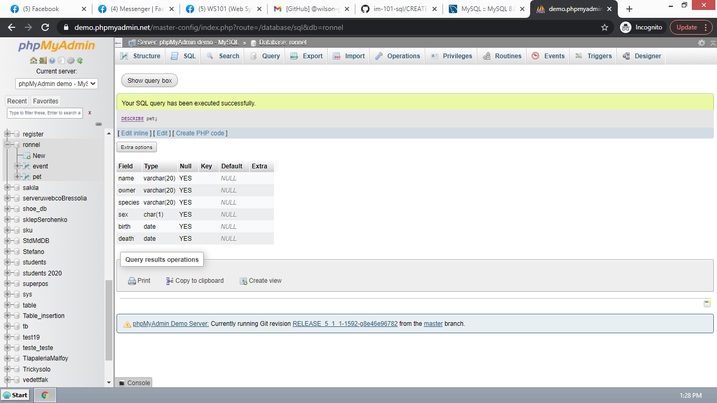 (3) Facebook
(4) Messenger | Fa
(3) Facebook
WS101 (Web Sy
[GitHub] @wilson-
im-101-sql/CREATE
MySQL :: MySQL 8
demo.phpmyadmin
demo.phpmyadmin.net/master-config/index.php?route=/database/sql&db=ronnel
Incognito
Update
phpMyAdmin
Current server:
phpMyAdmin demo - MyS
Recent Favorites
Type to filter these, Enter to search a
x
register
ronnel
New
event
pet
sakila
serveruwebcoBressolia
shoe_db
sklepSerohenko
sku
StdMdDB
Stefano
students
students 2020
superpos
sys
table
Table_insertion
tb
test19
teste_teste
TlapaleriaMalfoy
Trickysolo
vedettfak
Server: phpMyAdmin demo - MySQL » Database: ronnel
Structure SQL Search Query Export Import Operations Privileges Routines Events Triggers Designer
Show query box
Your SQL query has been executed successfully.
DESCRIBE pet;
[ Edit inline ] [ Edit ] [ Create PHP code ]
Extra options
Field Type Null Key Default Extra
name varchar(20) YES NULL
owner varchar(20) YES NULL
species varchar(20) YES NULL
sex char(1) YES NULL
birth date YES NULL
death date YES NULL
Query results operations
Print Copy to clipboard Create view
phpMyAdmin Demo Server: Currently running Git revision RELEASE_5_1_1-1592-g8e46e96782 from the master branch.
Console
Start
1:28 PM